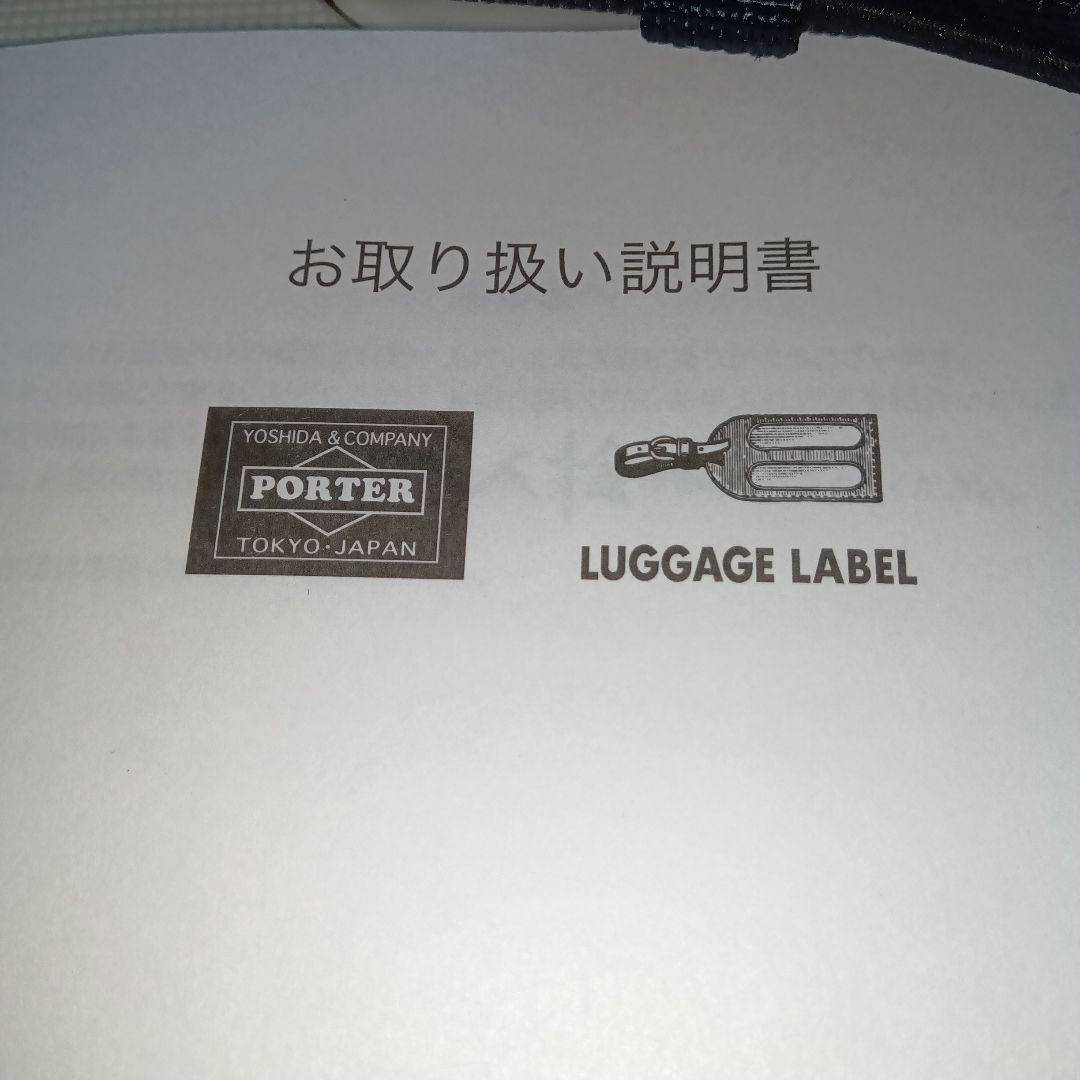 お取り扱い説明書
YOSHIDA & COMPANY
PORTER
TOKYO・JAPAN
LUGGAGE LABEL